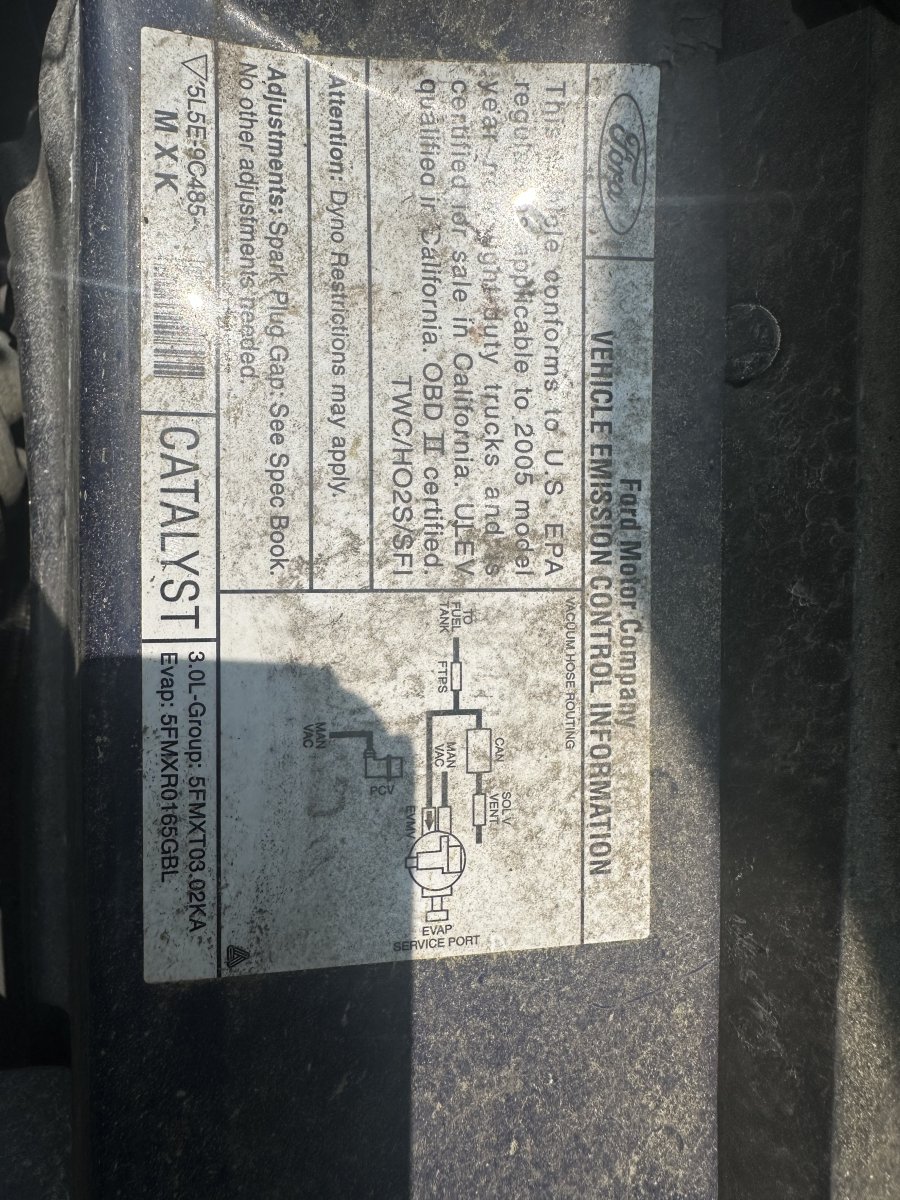 Ford
Ford Motor Company
VEHICLE EMISSION CONTROL INFORMATION
This conforms to U.S. EPA
applicable to 2005 model
year duty trucks and is
certified for sale in California. ULEV
qualified in California. OBD II certified.
TWC/HO2S/SFI
Attention: Dyno Restrictions may apply.
Adjustments: Spark Plug Gap: See Spec Book.
No other adjustments needed.
VACUUM HOSE ROUTING
TO
FUEL
TANK
FTPS
CAN
SOL V
VENT
MAN
VAC
EVMV
EVAP
SERVICE PORT
PCV
MAN
VAC
5L5E-9C485-
MXK
CATALYST
3.0L-Group: 5FMXT03.02KA
Evap: 5FMXR0165GBL